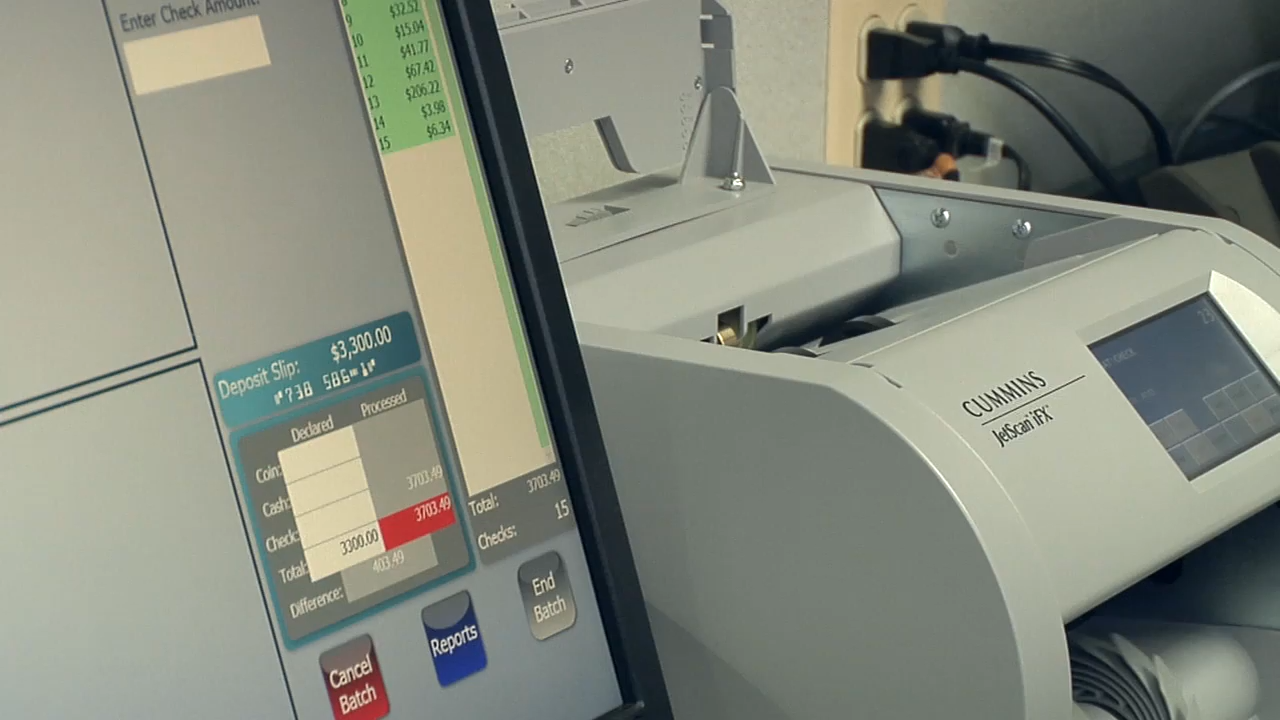 Enter Check Amount:
9 $32.52
10 $15.04
11 $41.77
12 $67.42
13 $206.22
14 $3.98
15 $6.34
Deposit Slip: $3,300.00
Declared Processed
Coin:
Cash:
Check: 3703.49
Total: 3300.00 3703.49
Difference: 403.49
Total: 3703.49
Checks: 15
Cancel
Batch
Reports
End
Batch
CUMMINS
JetScan iFX